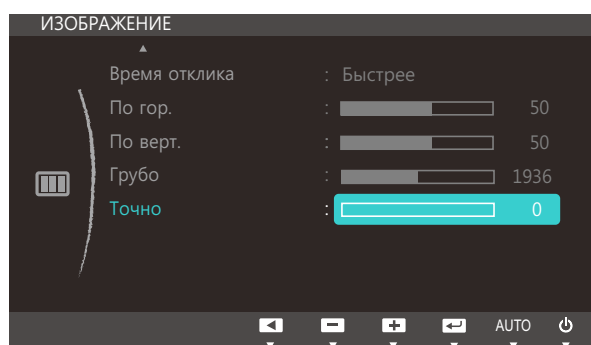 ИЗОБРАЖЕНИЕ
Время отклика : Быстрее
По гор. : 50
По верт. : 50
Грубо : 1936
Точно : 0
AUTO